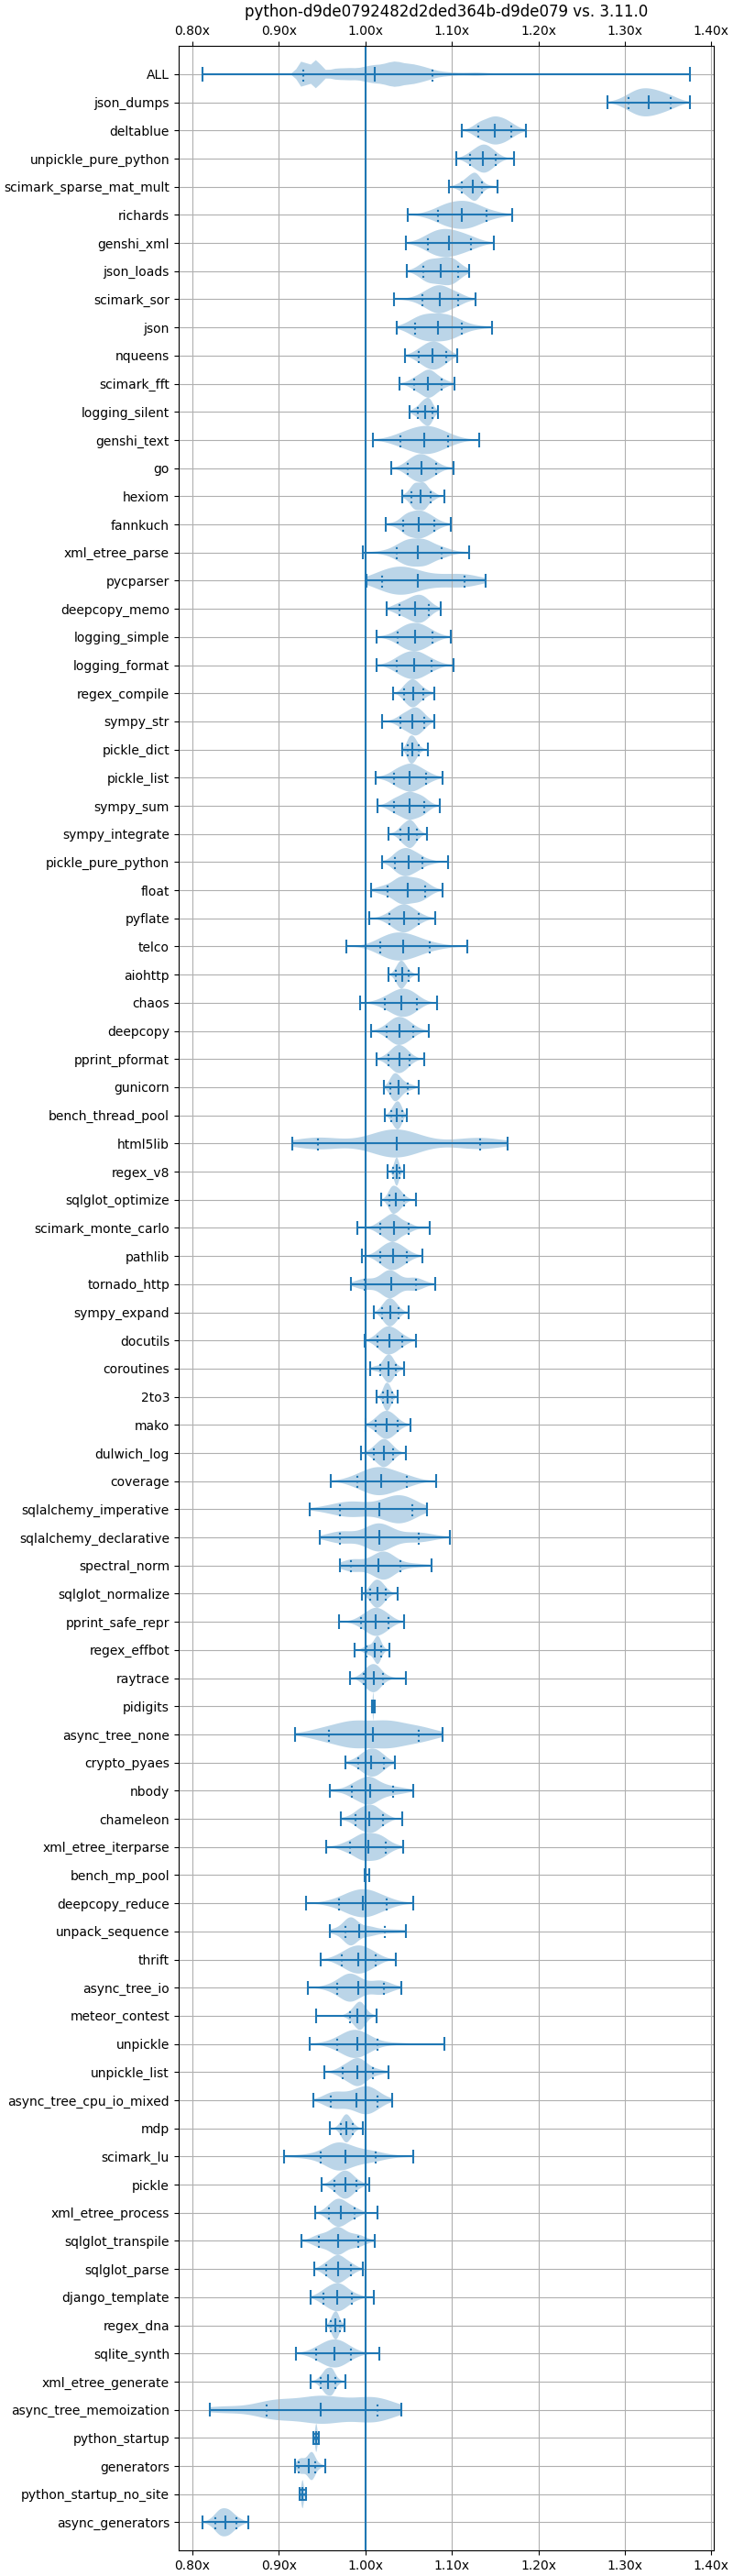 python-d9de0792482d2ded364b-d9de079 vs. 3.11.0
0.80x 0.90x 1.00x 1.10x 1.20x 1.30x 1.40x
ALL
json_dumps
deltablue
unpickle_pure_python
scimark_sparse_mat_mult
richards
genshi_xml
json_loads
scimark_sor
json
nqueens
scimark_fft
logging_silent
genshi_text
go
hexiom
fannkuch
xml_etree_parse
pycparser
deepcopy_memo
logging_simple
logging_format
regex_compile
sympy_str
pickle_dict
pickle_list
sympy_sum
sympy_integrate
pickle_pure_python
float
pyflate
telco
aiohttp
chaos
deepcopy
pprint_pformat
gunicorn
bench_thread_pool
html5lib
regex_v8
sqlglot_optimize
scimark_monte_carlo
pathlib
tornado_http
sympy_expand
docutils
coroutines
2to3
mako
dulwich_log
coverage
sqlalchemy_imperative
sqlalchemy_declarative
spectral_norm
sqlglot_normalize
pprint_safe_repr
regex_effbot
raytrace
pidigits
async_tree_none
crypto_pyaes
nbody
chameleon
xml_etree_iterparse
bench_mp_pool
deepcopy_reduce
unpack_sequence
thrift
async_tree_io
meteor_contest
unpickle
unpickle_list
async_tree_cpu_io_mixed
mdp
scimark_lu
pickle
xml_etree_process
sqlglot_transpile
sqlglot_parse
django_template
regex_dna
sqlite_synth
xml_etree_generate
async_tree_memoization
python_startup
generators
python_startup_no_site
async_generators
0.80x 0.90x 1.00x 1.10x 1.20x 1.30x 1.40x